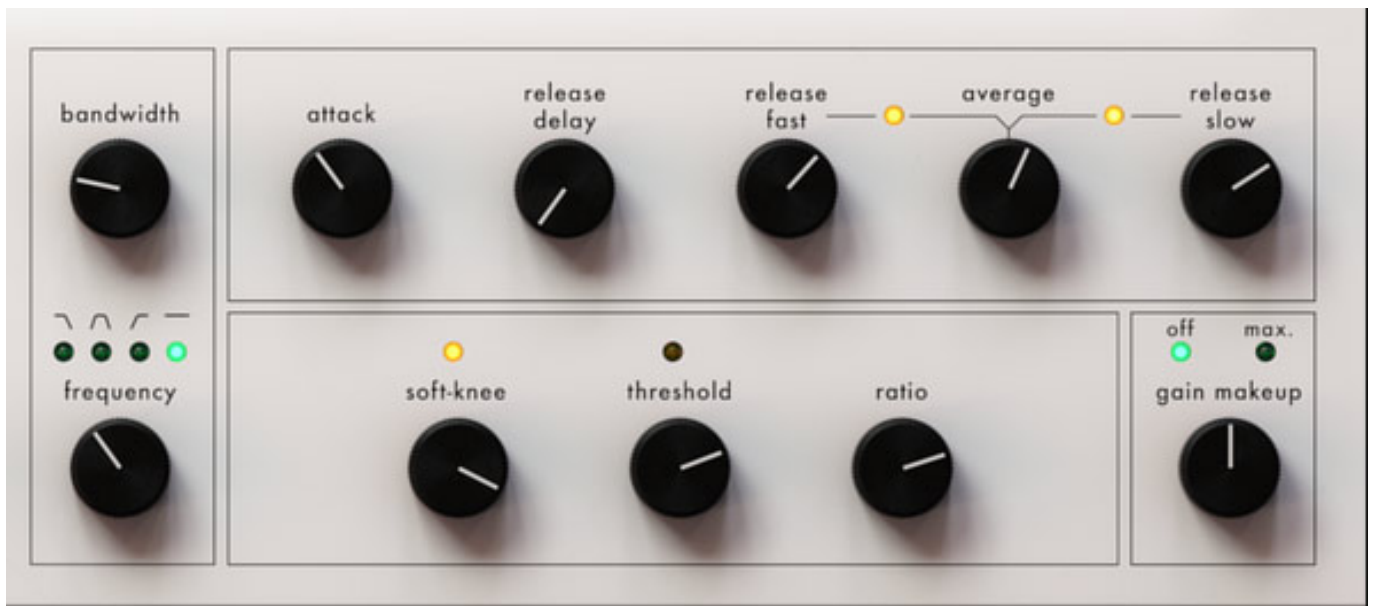 bandwidth
attack
release
delay
release
fast
average
release
slow
frequency
soft-knee
threshold
ratio
off
max.
gain makeup